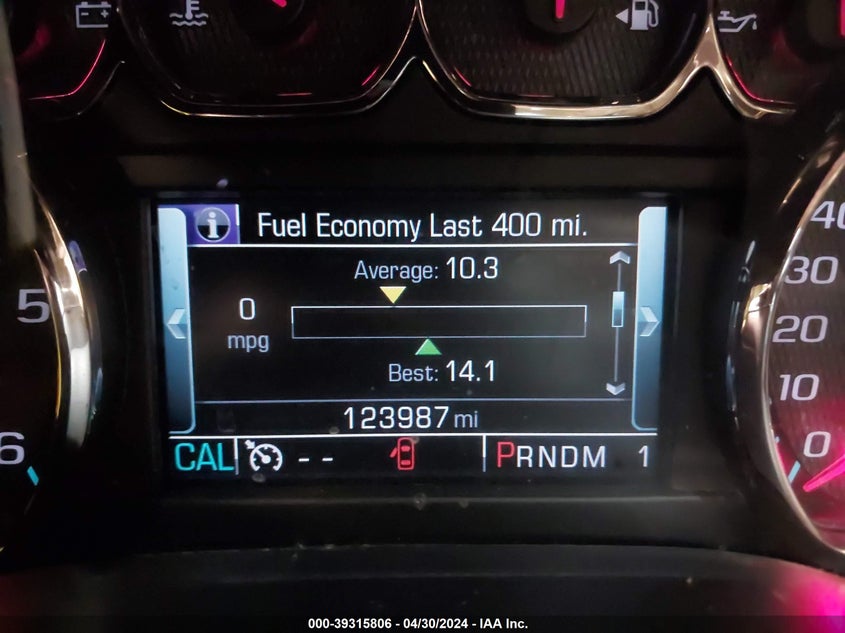 Fuel Economy Last 400 mi.
Average: 10.3
0
mpg
Best: 14.1
123987 mi
CAL -- PRNDM 1
5
6
40
30
20
10
0
000-39315806 - 04/30/2024 - IAA Inc.